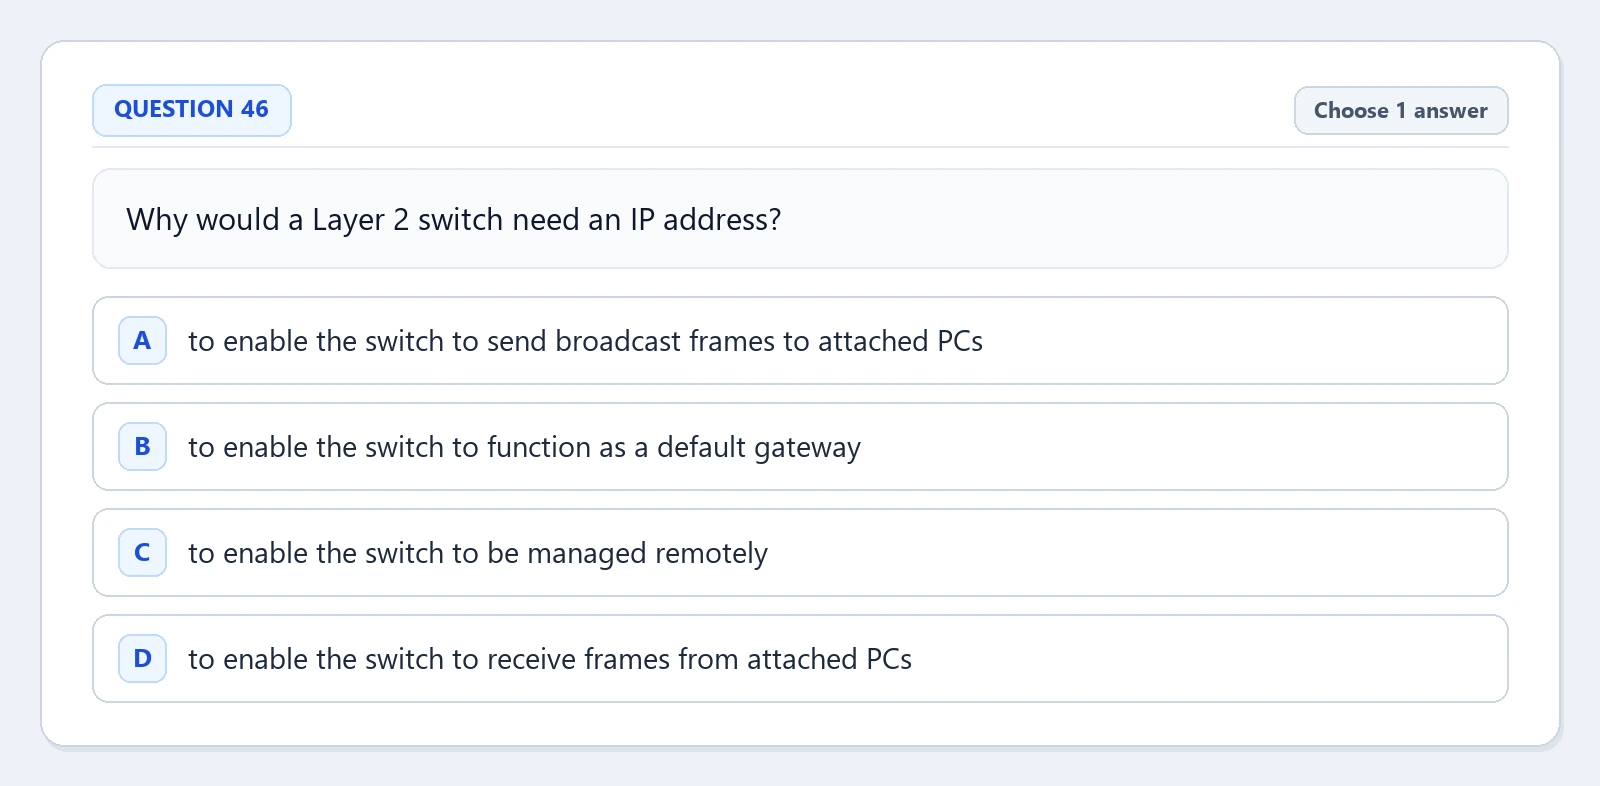 QUESTION 46
Choose 1 answer
Why would a Layer 2 switch need an IP address?
A to enable the switch to send broadcast frames to attached PCs
B to enable the switch to function as a default gateway
C to enable the switch to be managed remotely
D to enable the switch to receive frames from attached PCs